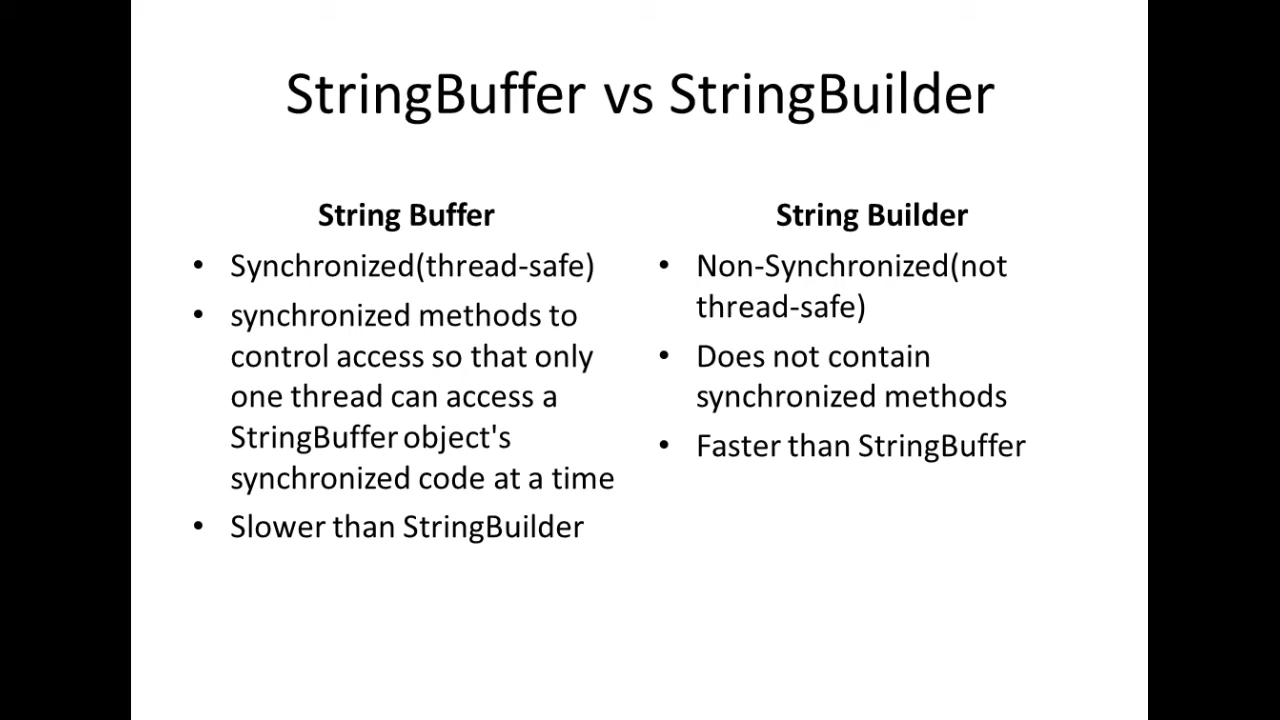 StringBuffer vs StringBuilder
String Buffer
• Synchronized(thread-safe)
• synchronized methods to
control access so that only
one thread can access a
StringBuffer object's
synchronized code at a time
• Slower than StringBuilder
String Builder
• Non-Synchronized(not
thread-safe)
• Does not contain
synchronized methods
• Faster than StringBuffer